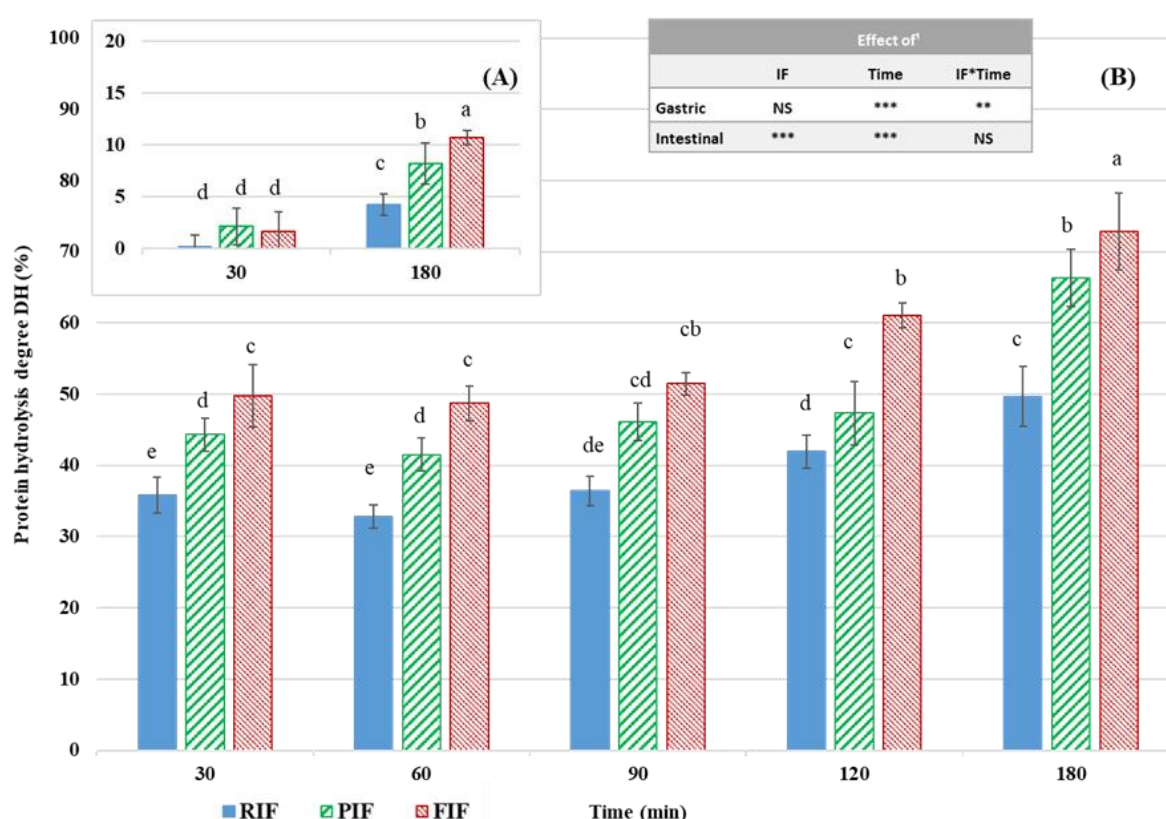 Protein hydrolysis degree DH (%)
100
90
80
70
60
50
40
30
20
10
0
(A)
20
15
10
5
0
d
d
d
c
b
a
30
180
Effect of¹
IF Time IF*Time
Gastric NS *** **
Intestinal *** *** NS
(B)
e
d
c
e
d
c
de
cd
cb
d
c
b
c
b
a
30 60 90 120 180
RIF PIF FIF
Time (min)